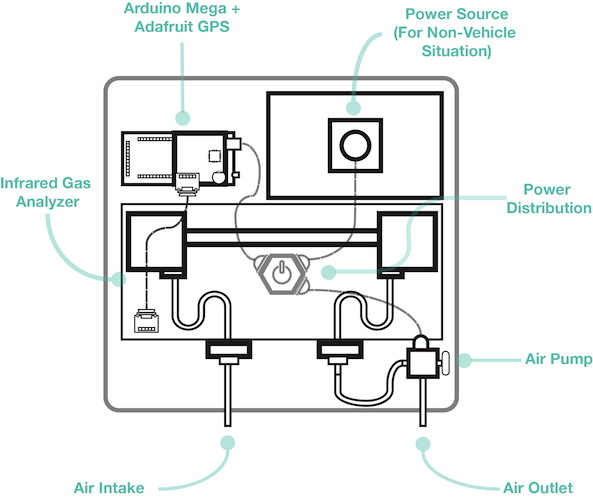 Arduino Mega +
Adafruit GPS
Power Source
(For Non-Vehicle
Situation)
Infrared Gas
Analyzer
Power
Distribution
Air Pump
Air Intake
Air Outlet